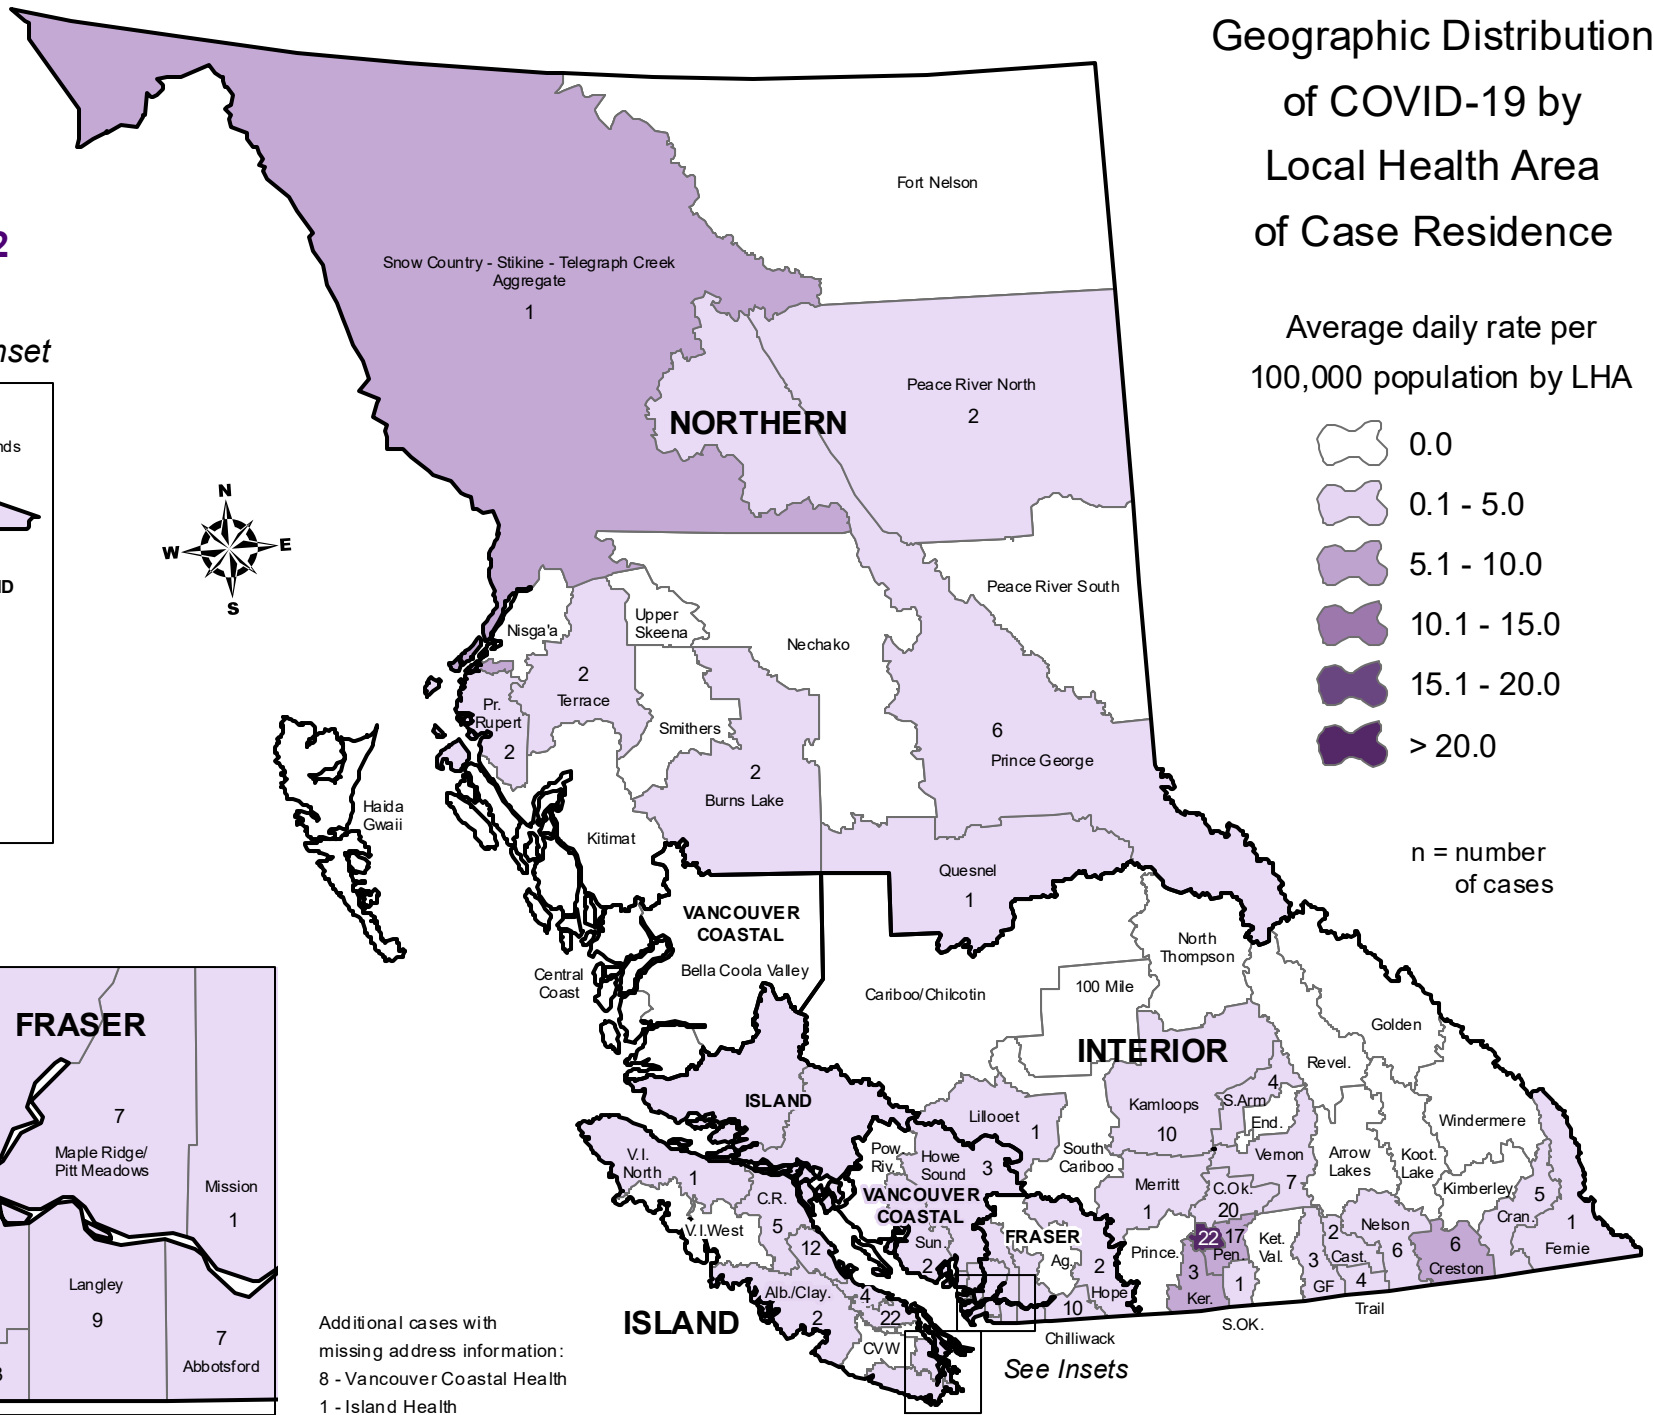 Geographic Distribution
of COVID-19 by
Local Health Area
of Case Residence
Average daily rate per
100,000 population by LHA
0.0
0.1 - 5.0
5.1 - 10.0
10.1 - 15.0
15.1 - 20.0
> 20.0
n = number
of cases
2
nset
nds
ND
N
W
E
S
Fort Nelson
Snow Country - Stikine - Telegraph Creek
Aggregate
1
Peace River North
2
NORTHERN
Peace River South
Nisga'a
Upper
Skeena
Nechako
2
Terrace
Pr.
Rupert
2
Smithers
6
Prince George
2
Burns Lake
Haida
Gwaii
Kitimat
Quesnel
1
VANCOUVER
COASTAL
Bella Coola Valley
Central
Coast
North
Thompson
100 Mile
Cariboo/Chilcotin
Golden
INTERIOR
Revel.
ISLAND
4
S.Arm
Kamloops
10
Lillooet
1
End.
Windermere
South
Cariboo
Pow.
Riv.
Howe
Sound
3
V.I.
North
1
Vernon
7
Arrow
Lakes
Koot.
Lake
Kimberley
Merritt
1
C.Ok.
20
C.R.
5
VANCOUVER
COASTAL
5
Cran.
V.I.West
12
Sun.
2
FRASER
Ag.
2
Hope
Prince.
22
17
Pen.
Ket.
Val.
2
Cast.
Nelson
6
6
Creston
1
Fernie
3
Ker.
1
3
GF
4
Trail
Alb./Clay.
2
4
22
10
Chilliwack
S.OK.
CVW
ISLAND
See Insets
FRASER
7
Maple Ridge/
Pitt Meadows
Mission
1
Langley
9
7
Abbotsford
Additional cases with
missing address information:
8 - Vancouver Coastal Health
1 - Island Health